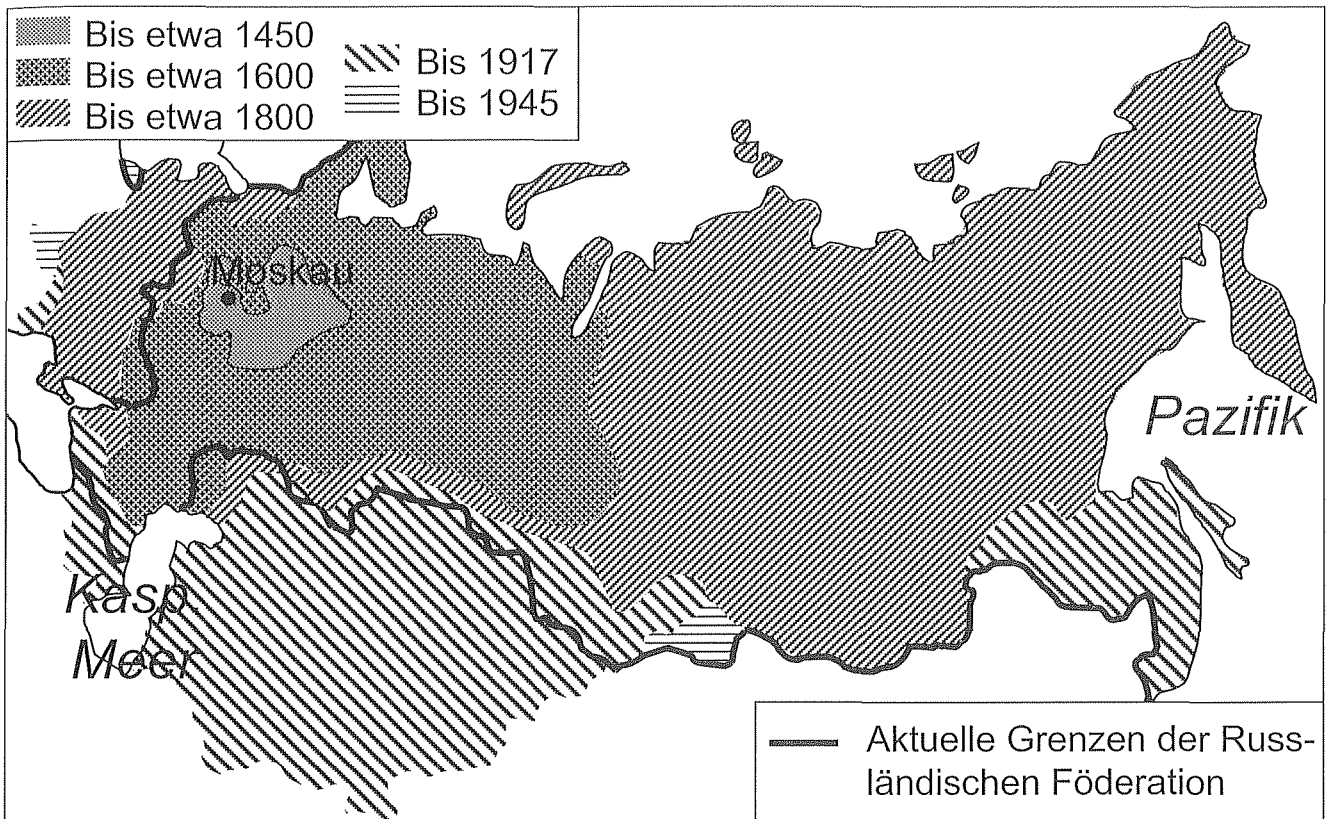 Bis etwa 1450
Bis etwa 1600
Bis etwa 1800
Bis 1917
Bis 1945
Moskau
Pazifik
Kasp.
Meer
Aktuelle Grenzen der Russ-
ländischen Föderation